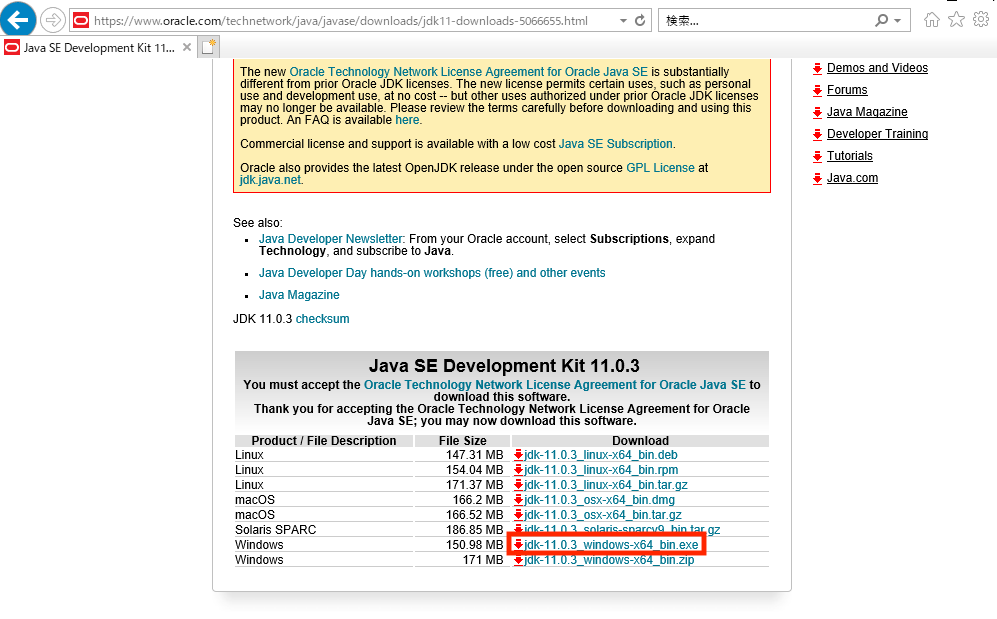 https://www.oracle.com/technetwork/java/javase/downloads/jdk11-downloads-5066655.html
検索...
Java SE Development Kit 11...
The new Oracle Technology Network License Agreement for Oracle Java SE is substantially
different from prior Oracle JDK licenses. The new license permits certain uses, such as personal
use and development use, at no cost -- but other uses authorized under prior Oracle JDK licenses
may no longer be available. Please review the terms carefully before downloading and using this
product. An FAQ is available here.
Commercial license and support is available with a low cost Java SE Subscription.
Oracle also provides the latest OpenJDK release under the open source GPL License at
jdk.java.net.
Demos and Videos
Forums
Java Magazine
Developer Training
Tutorials
Java.com
See also:
Java Developer Newsletter: From your Oracle account, select Subscriptions, expand
Technology, and subscribe to Java.
Java Developer Day hands-on workshops (free) and other events
Java Magazine
JDK 11.0.3 checksum
Java SE Development Kit 11.0.3
You must accept the Oracle Technology Network License Agreement for Oracle Java SE to
download this software.
Thank you for accepting the Oracle Technology Network License Agreement for Oracle
Java SE; you may now download this software.
Product / File Description File Size Download
Linux 147.31 MB jdk-11.0.3_linux-x64_bin.deb
Linux 154.04 MB jdk-11.0.3_linux-x64_bin.rpm
Linux 171.37 MB jdk-11.0.3_linux-x64_bin.tar.gz
macOS 166.2 MB jdk-11.0.3_osx-x64_bin.dmg
macOS 166.52 MB jdk-11.0.3_osx-x64_bin.tar.gz
Solaris SPARC 186.85 MB jdk-11.0.3_solaris-sparcv9_bin.tar.gz
Windows 150.98 MB jdk-11.0.3_windows-x64_bin.exe
Windows 171 MB jdk-11.0.3_windows-x64_bin.zip